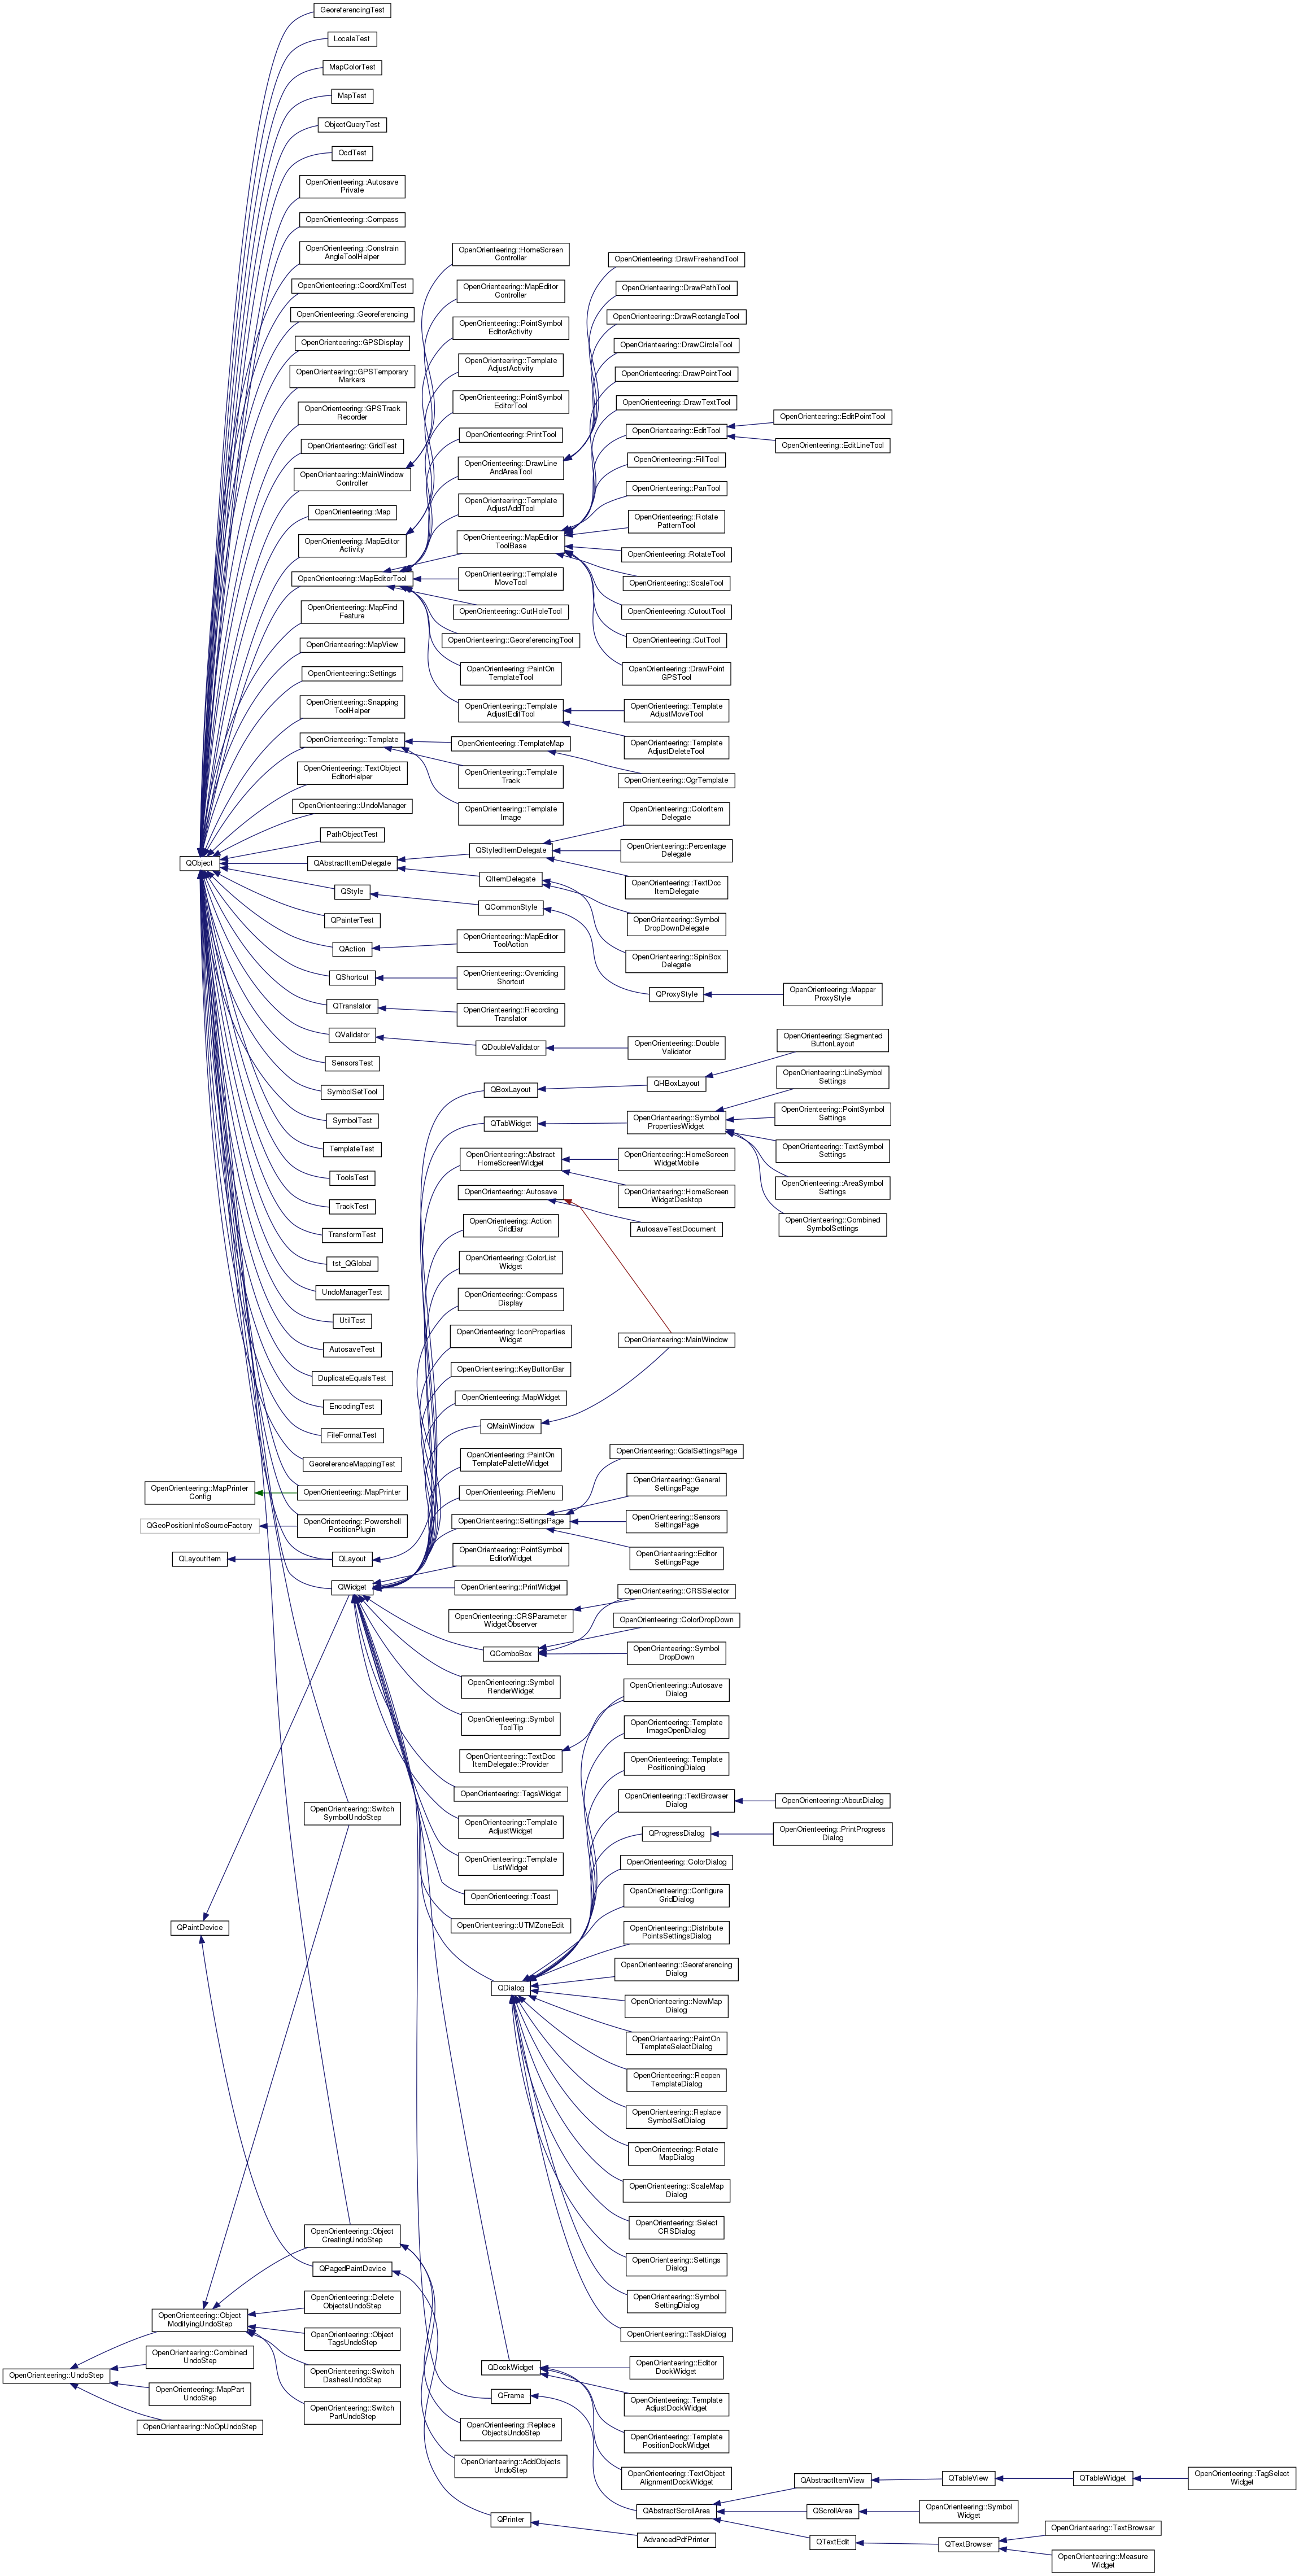 GeoreferencingTest
LocaleTest
MapColorTest
MapTest
ObjectQueryTest
OcdTest
OpenOrienteering::Autosave
Private
OpenOrienteering::Compass
OpenOrienteering::Constrain
AngleToolHelper
OpenOrienteering::CoordXmlTest
OpenOrienteering::Georeferencing
OpenOrienteering::GPSDisplay
OpenOrienteering::GPSTemporary
Markers
OpenOrienteering::GPSTrack
Recorder
OpenOrienteering::GridTest
OpenOrienteering::MainWindow
Controller
OpenOrienteering::Map
OpenOrienteering::MapEditor
Activity
OpenOrienteering::MapEditorTool
OpenOrienteering::MapFind
Feature
OpenOrienteering::MapView
OpenOrienteering::Settings
OpenOrienteering::Snapping
ToolHelper
OpenOrienteering::Template
OpenOrienteering::TextObject
EditorHelper
OpenOrienteering::UndoManager
PathObjectTest
QObject
QAbstractItemDelegate
QStyle
QPainterTest
QAction
QShortcut
QTranslator
QValidator
SensorsTest
SymbolSetTool
SymbolTest
TemplateTest
ToolsTest
TrackTest
TransformTest
tst_QGlobal
UndoManagerTest
UtilTest
AutosaveTest
DuplicateEqualsTest
EncodingTest
FileFormatTest
GeoreferenceMappingTest
OpenOrienteering::MapPrinter
Config
OpenOrienteering::MapPrinter
QGeoPositionInfoSourceFactory
OpenOrienteering::Powershell
PositionPlugin
QLayoutItem
QLayout
QWidget
OpenOrienteering::Switch
SymbolUndoStep
QPaintDevice
OpenOrienteering::Object
CreatingUndoStep
QPagedPaintDevice
OpenOrienteering::Object
ModifyingUndoStep
OpenOrienteering::Delete
ObjectsUndoStep
OpenOrienteering::Object
TagsUndoStep
OpenOrienteering::Switch
DashesUndoStep
OpenOrienteering::Switch
PartUndoStep
OpenOrienteering::UndoStep
OpenOrienteering::Combined
UndoStep
OpenOrienteering::MapPart
UndoStep
OpenOrienteering::NoOpUndoStep
OpenOrienteering::HomeScreen
Controller
OpenOrienteering::MapEditor
Controller
OpenOrienteering::PointSymbol
EditorActivity
OpenOrienteering::Template
AdjustActivity
OpenOrienteering::PointSymbol
EditorTool
OpenOrienteering::PrintTool
OpenOrienteering::DrawLine
AndAreaTool
OpenOrienteering::Template
AdjustAddTool
OpenOrienteering::MapEditor
ToolBase
OpenOrienteering::Template
MoveTool
OpenOrienteering::CutHoleTool
OpenOrienteering::GeoreferencingTool
OpenOrienteering::PaintOn
TemplateTool
OpenOrienteering::Template
AdjustEditTool
OpenOrienteering::TemplateMap
OpenOrienteering::Template
Track
OpenOrienteering::Template
Image
QStyledItemDelegate
QItemDelegate
QCommonStyle
OpenOrienteering::MapEditor
ToolAction
OpenOrienteering::Overriding
Shortcut
OpenOrienteering::Recording
Translator
QDoubleValidator
QBoxLayout
QTabWidget
OpenOrienteering::Abstract
HomeScreenWidget
OpenOrienteering::Autosave
OpenOrienteering::Action
GridBar
OpenOrienteering::ColorList
Widget
OpenOrienteering::Compass
Display
OpenOrienteering::IconProperties
Widget
OpenOrienteering::KeyButtonBar
OpenOrienteering::MapWidget
QMainWindow
OpenOrienteering::PaintOn
TemplatePaletteWidget
OpenOrienteering::PieMenu
OpenOrienteering::SettingsPage
OpenOrienteering::PointSymbol
EditorWidget
OpenOrienteering::PrintWidget
OpenOrienteering::CRSParameter
WidgetObserver
QComboBox
OpenOrienteering::Symbol
RenderWidget
OpenOrienteering::Symbol
ToolTip
OpenOrienteering::TextDoc
ItemDelegate::Provider
OpenOrienteering::TagsWidget
OpenOrienteering::Template
AdjustWidget
OpenOrienteering::Template
ListWidget
OpenOrienteering::Toast
OpenOrienteering::UTMZoneEdit
QDialog
QDockWidget
QFrame
OpenOrienteering::Replace
ObjectsUndoStep
OpenOrienteering::AddObjects
UndoStep
QPrinter
OpenOrienteering::DrawFreehandTool
OpenOrienteering::DrawPathTool
OpenOrienteering::DrawRectangleTool
OpenOrienteering::DrawCircleTool
OpenOrienteering::DrawPointTool
OpenOrienteering::DrawTextTool
OpenOrienteering::EditTool
OpenOrienteering::FillTool
OpenOrienteering::PanTool
OpenOrienteering::Rotate
PatternTool
OpenOrienteering::RotateTool
OpenOrienteering::ScaleTool
OpenOrienteering::CutoutTool
OpenOrienteering::CutTool
OpenOrienteering::DrawPoint
GPSTool
OpenOrienteering::Template
AdjustMoveTool
OpenOrienteering::Template
AdjustDeleteTool
OpenOrienteering::OgrTemplate
OpenOrienteering::ColorItem
Delegate
OpenOrienteering::Percentage
Delegate
OpenOrienteering::TextDoc
ItemDelegate
OpenOrienteering::Symbol
DropDownDelegate
OpenOrienteering::SpinBox
Delegate
QProxyStyle
OpenOrienteering::Double
Validator
QHBoxLayout
OpenOrienteering::Symbol
PropertiesWidget
OpenOrienteering::HomeScreen
WidgetMobile
OpenOrienteering::HomeScreen
WidgetDesktop
AutosaveTestDocument
OpenOrienteering::MainWindow
OpenOrienteering::GdalSettingsPage
OpenOrienteering::General
SettingsPage
OpenOrienteering::Sensors
SettingsPage
OpenOrienteering::Editor
SettingsPage
OpenOrienteering::CRSSelector
OpenOrienteering::ColorDropDown
OpenOrienteering::Symbol
DropDown
OpenOrienteering::Autosave
Dialog
OpenOrienteering::Template
ImageOpenDialog
OpenOrienteering::Template
PositioningDialog
OpenOrienteering::TextBrowser
Dialog
QProgressDialog
OpenOrienteering::ColorDialog
OpenOrienteering::Configure
GridDialog
OpenOrienteering::Distribute
PointsSettingsDialog
OpenOrienteering::Georeferencing
Dialog
OpenOrienteering::NewMap
Dialog
OpenOrienteering::PaintOn
TemplateSelectDialog
OpenOrienteering::Reopen
TemplateDialog
OpenOrienteering::Replace
SymbolSetDialog
OpenOrienteering::Rotate
MapDialog
OpenOrienteering::ScaleMap
Dialog
OpenOrienteering::Select
CRSDialog
OpenOrienteering::Settings
Dialog
OpenOrienteering::Symbol
SettingDialog
OpenOrienteering::TaskDialog
OpenOrienteering::Editor
DockWidget
OpenOrienteering::Template
AdjustDockWidget
OpenOrienteering::Template
PositionDockWidget
OpenOrienteering::TextObject
AlignmentDockWidget
QAbstractScrollArea
AdvancedPdfPrinter
OpenOrienteering::EditPointTool
OpenOrienteering::EditLineTool
OpenOrienteering::Mapper
ProxyStyle
OpenOrienteering::Segmented
ButtonLayout
OpenOrienteering::LineSymbol
Settings
OpenOrienteering::PointSymbol
Settings
OpenOrienteering::TextSymbol
Settings
OpenOrienteering::AreaSymbol
Settings
OpenOrienteering::Combined
SymbolSettings
OpenOrienteering::AboutDialog
OpenOrienteering::PrintProgress
Dialog
QAbstractItemView
QScrollArea
QTextEdit
QTableView
OpenOrienteering::Symbol
Widget
QTextBrowser
QTableWidget
OpenOrienteering::TextBrowser
OpenOrienteering::Measure
Widget
OpenOrienteering::TagSelect
Widget